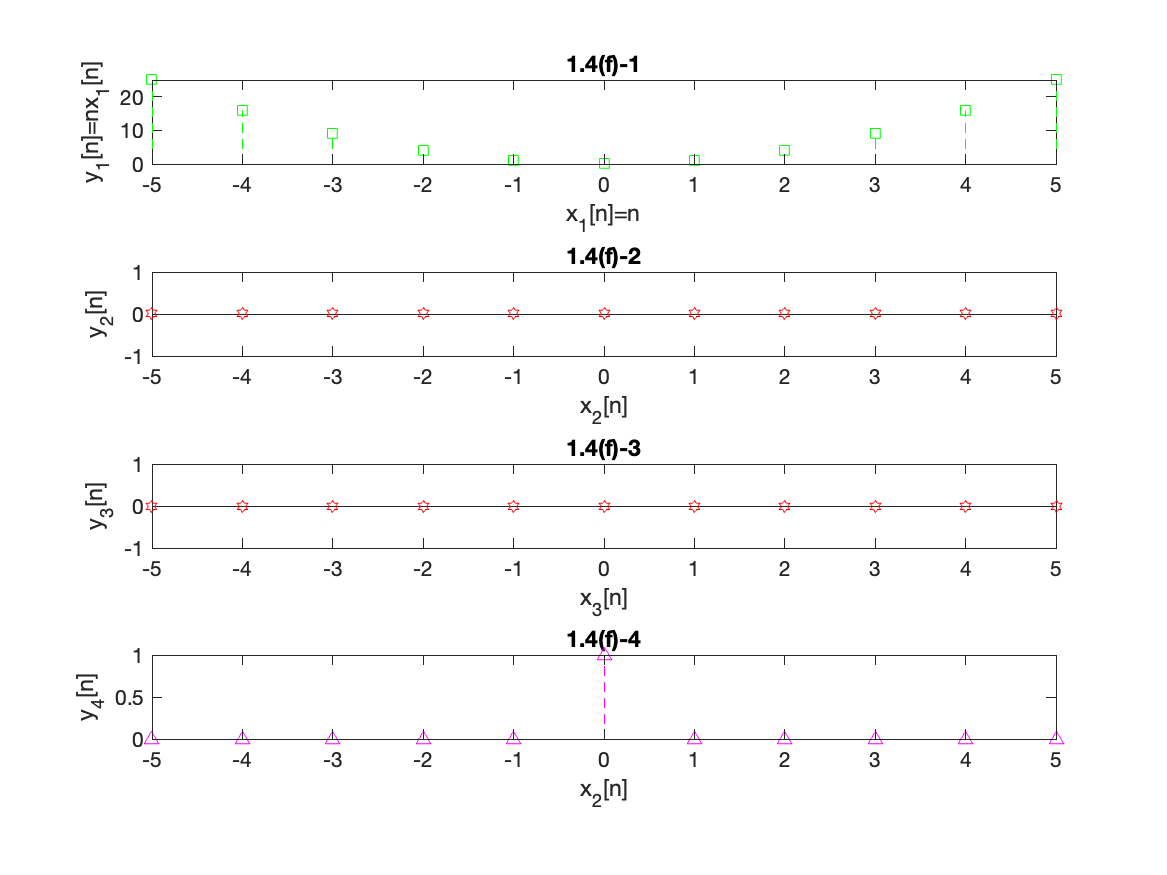 1.4(f)-1
y1[n]=nx1[n]
20
10
0
-5 -4 -3 -2 -1 0 1 2 3 4 5
x1[n]=n
1.4(f)-2
y2[n]
1
0
-1
-5 -4 -3 -2 -1 0 1 2 3 4 5
x2[n]
1.4(f)-3
y3[n]
1
0
-1
-5 -4 -3 -2 -1 0 1 2 3 4 5
x3[n]
1.4(f)-4
y4[n]
1
0.5
0
-5 -4 -3 -2 -1 0 1 2 3 4 5
x2[n]